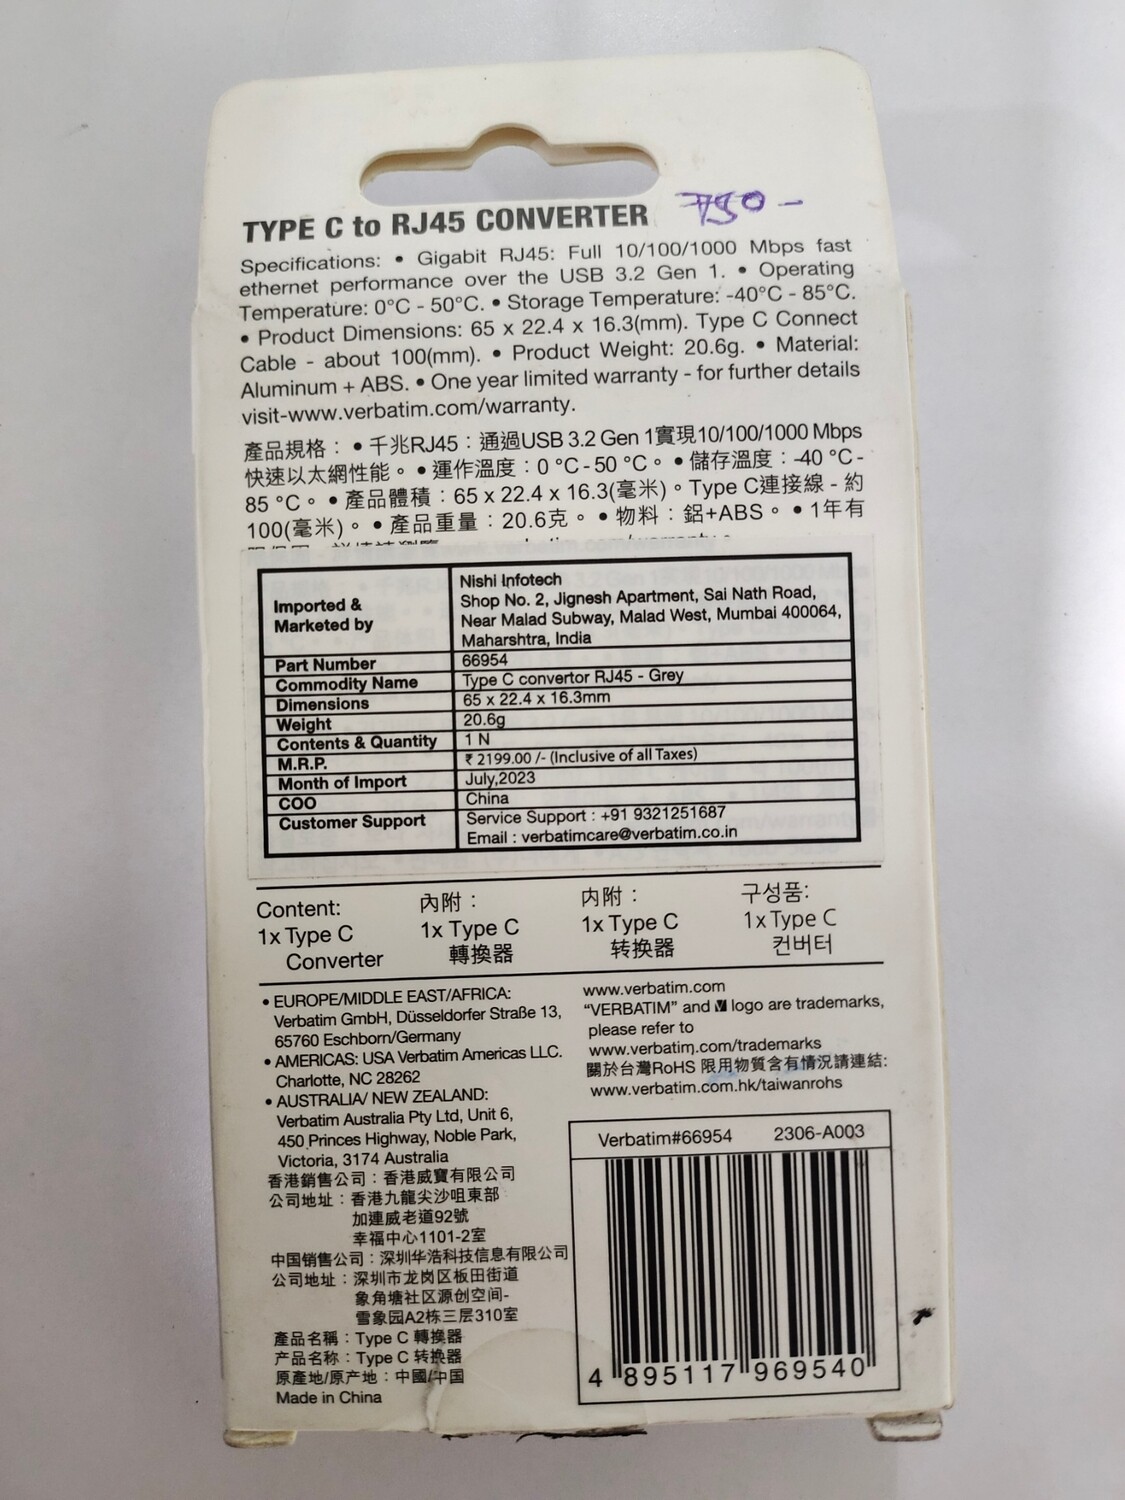 TYPE C to RJ45 CONVERTER
750 -
Specifications: • Gigabit RJ45: Full 10/100/1000 Mbps fast
ethernet performance over the USB 3.2 Gen 1. • Operating
Temperature: 0°C - 50°C. • Storage Temperature: -40°C - 85°C.
• Product Dimensions: 65 x 22.4 x 16.3(mm). Type C Connect
Cable - about 100(mm). • Product Weight: 20.6g. • Material:
Aluminum + ABS. • One year limited warranty - for further details
visit-www.verbatim.com/warranty.
產品規格：• 千兆RJ45：通過USB 3.2 Gen 1實現10/100/1000 Mbps
快速以太網性能。• 運作溫度：0 °C - 50 °C。• 儲存溫度：-40 °C -
85 °C。• 產品體積：65 x 22.4 x 16.3(毫米)。Type C連接線 - 約
100(毫米)。• 產品重量：20.6克。• 物料：鋁+ABS。• 1年有
Imported &
Marketed by
Nishi Infotech
Shop No. 2, Jignesh Apartment, Sai Nath Road,
Near Malad Subway, Malad West, Mumbai 400064,
Maharshtra, India
Part Number 66954
Commodity Name Type C convertor RJ45 - Grey
Dimensions 65 x 22.4 x 16.3mm
Weight 20.6g
Contents & Quantity 1 N
M.R.P. ₹ 2199.00 /- (Inclusive of all Taxes)
Month of Import July,2023
COO China
Customer Support Service Support : +91 9321251687
Email : verbatimcare@verbatim.co.in
Content:
1x Type C
Converter
內附：
1x Type C
轉換器
内附：
1x Type C
转换器
구성품:
1x Type C
컨버터
• EUROPE/MIDDLE EAST/AFRICA:
Verbatim GmbH, Düsseldorfer Straße 13,
65760 Eschborn/Germany
• AMERICAS: USA Verbatim Americas LLC.
Charlotte, NC 28262
• AUSTRALIA/ NEW ZEALAND:
Verbatim Australia Pty Ltd, Unit 6,
450 Princes Highway, Noble Park,
Victoria, 3174 Australia
香港銷售公司：香港威寶有限公司
公司地址：香港九龍尖沙咀東部
加連威老道92號
幸福中心1101-2室
中国销售公司：深圳华浩科技信息有限公司
公司地址：深圳市龙岗区板田街道
象角塘社区源创空间-
雪象园A2栋三层310室
產品名稱：Type C 轉換器
产品名称：Type C 转换器
原產地/原产地：中國/中国
Made in China
www.verbatim.com
"VERBATIM" and logo are trademarks,
please refer to
www.verbatim.com/trademarks
關於台灣RoHS 限用物質含有情況請連結:
www.verbatim.com.hk/taiwanrohs
Verbatim#66954 2306-A003
4 895117 969540